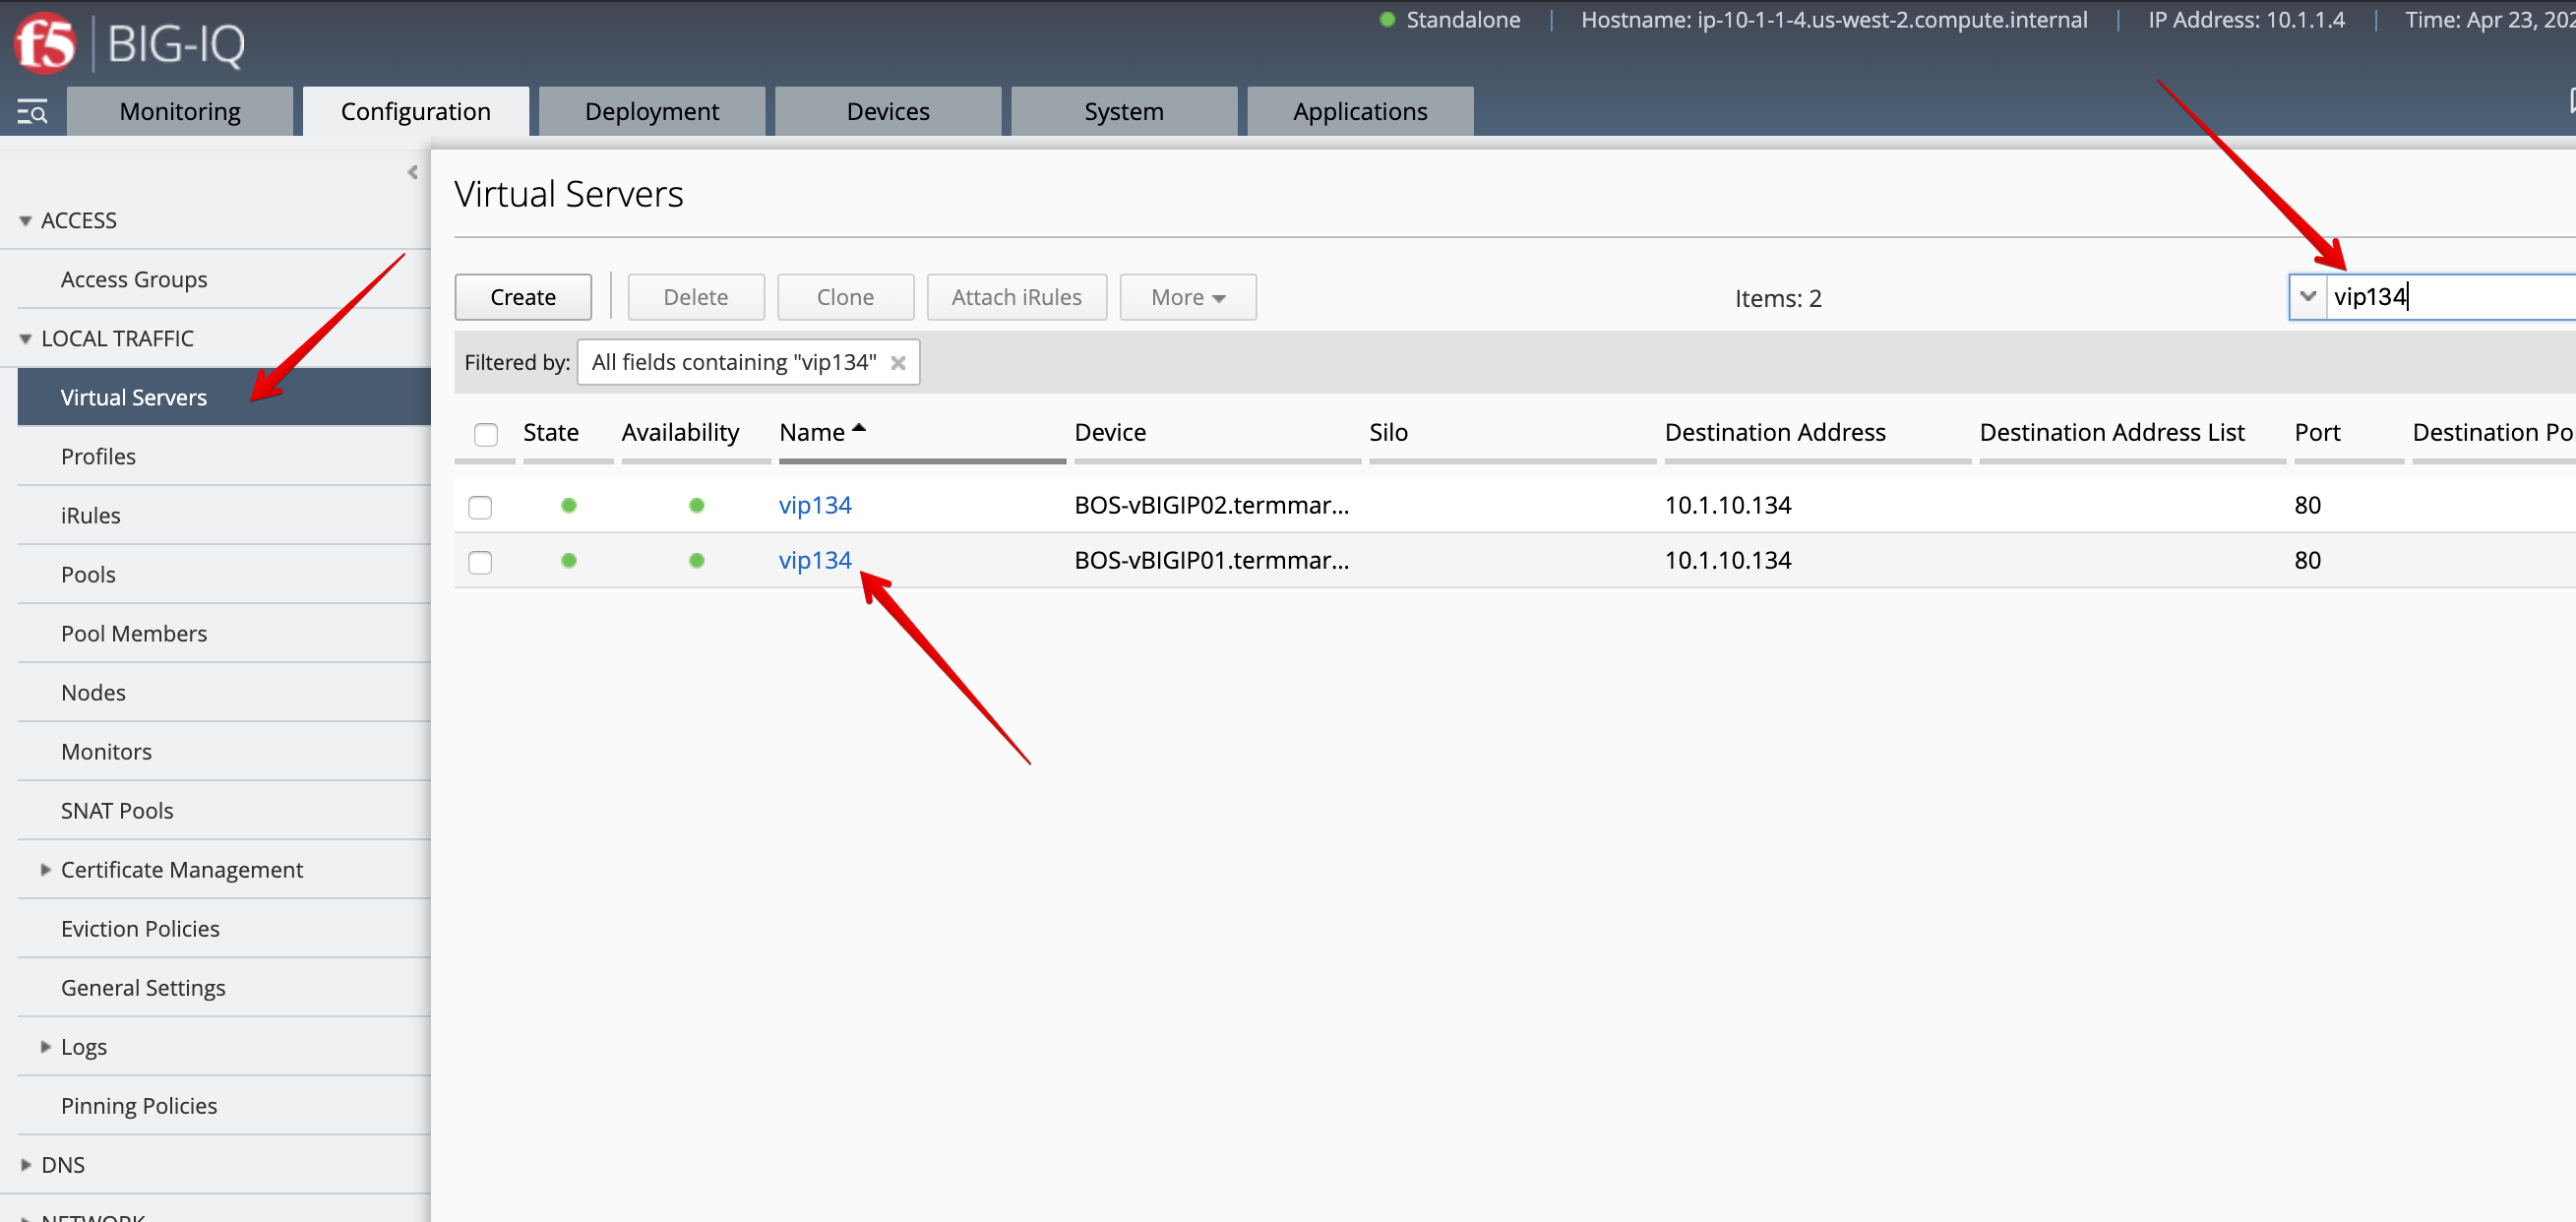 f5 BIG-IQ
Standalone
Hostname: ip-10-1-1-4.us-west-2.compute.internal
IP Address: 10.1.1.4
Time: Apr 23, 202
Monitoring
Configuration
Deployment
Devices
System
Applications
ACCESS
Access Groups
LOCAL TRAFFIC
Virtual Servers
Profiles
iRules
Pools
Pool Members
Nodes
Monitors
SNAT Pools
Certificate Management
Eviction Policies
General Settings
Logs
Pinning Policies
DNS
NETWORK
Virtual Servers
Create
Delete
Clone
Attach iRules
More
Items: 2
vip134
Filtered by: All fields containing "vip134"
State Availability Name Device Silo Destination Address Destination Address List Port Destination Po
vip134 BOS-vBIGIP02.termmar... 10.1.10.134 80
vip134 BOS-vBIGIP01.termmar... 10.1.10.134 80